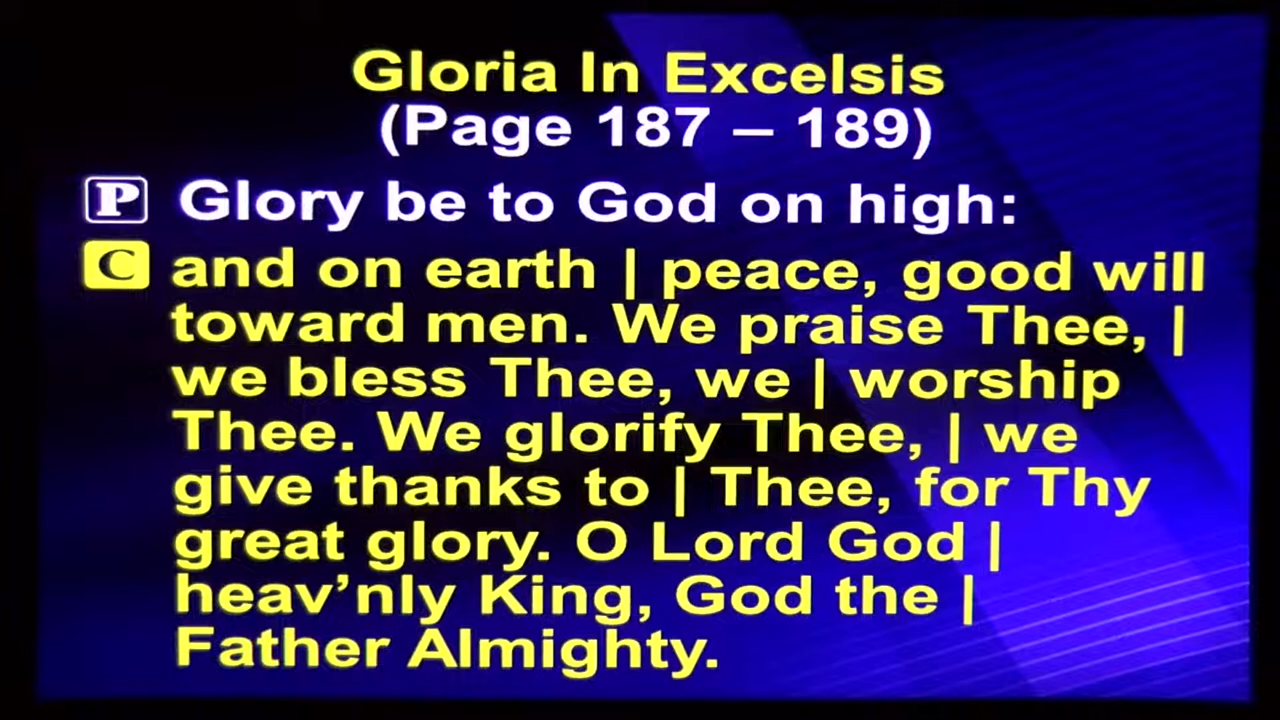 Gloria In Excelsis
(Page 187 – 189)
P Glory be to God on high:
C and on earth | peace, good will
toward men. We praise Thee, |
we bless Thee, we | worship
Thee. We glorify Thee, | we
give thanks to | Thee, for Thy
great glory. O Lord God |
heav’nly King, God the |
Father Almighty.